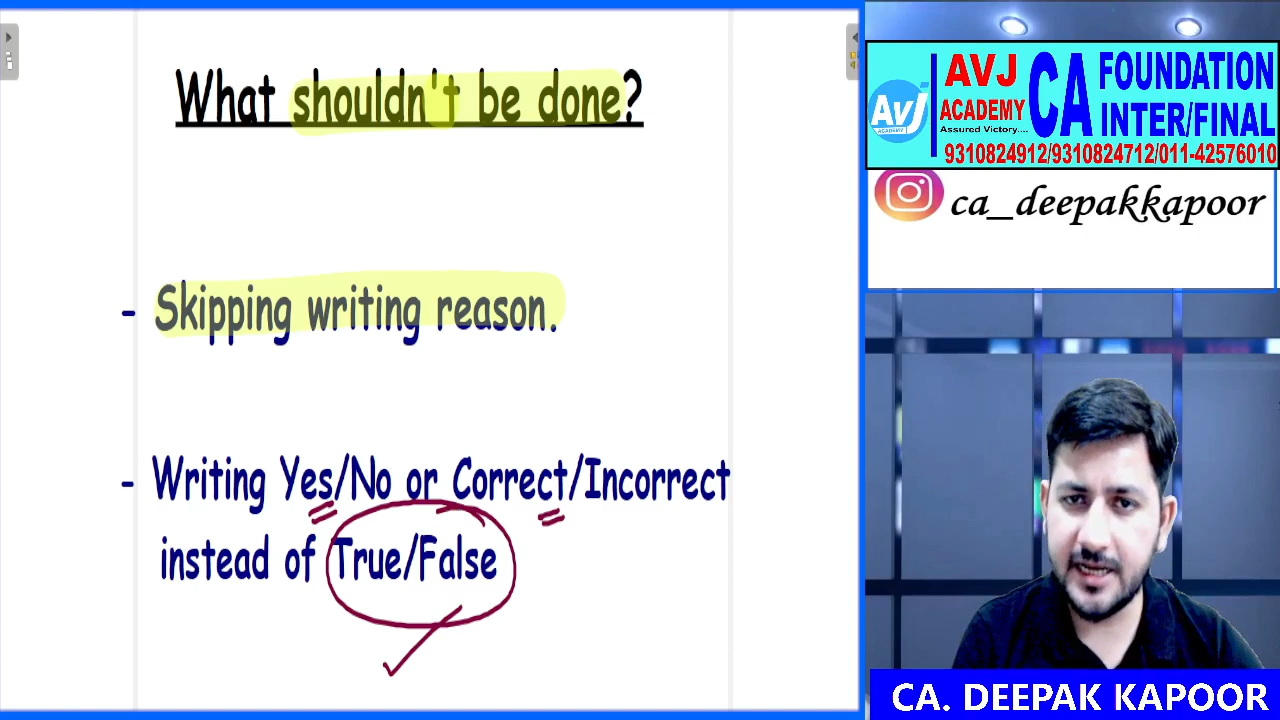 What shouldn't be done?
- Skipping writing reason.
- Writing Yes/No or Correct/Incorrect
instead of True/False
AVJ
ACADEMY
Assured Victory....
AVJ
ACADEMY
CA
FOUNDATION
INTER/FINAL
9310824912/9310824712/011-42576010
ca_deepakkapoor
CA. DEEPAK KAPOOR